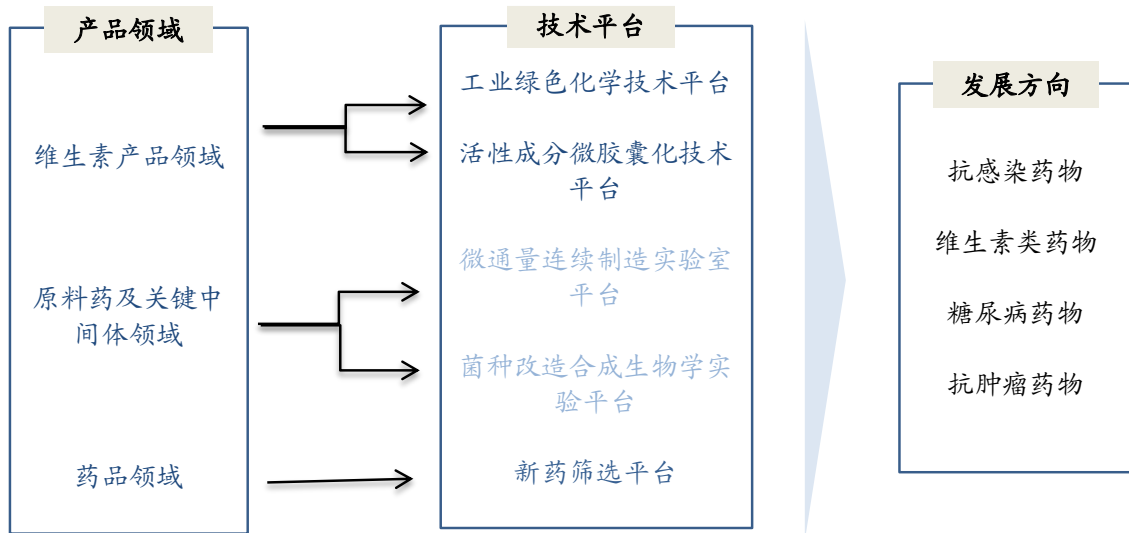 产品领域
维生素产品领域
原料药及关键中
间体领域
药品领域
技术平台
工业绿色化学技术平台
活性成分微胶囊化技术
平台
微通量连续制造实验室
平台
菌种改造合成生物学实
验平台
新药筛选平台
发展方向
抗感染药物
维生素类药物
糖尿病药物
抗肿瘤药物